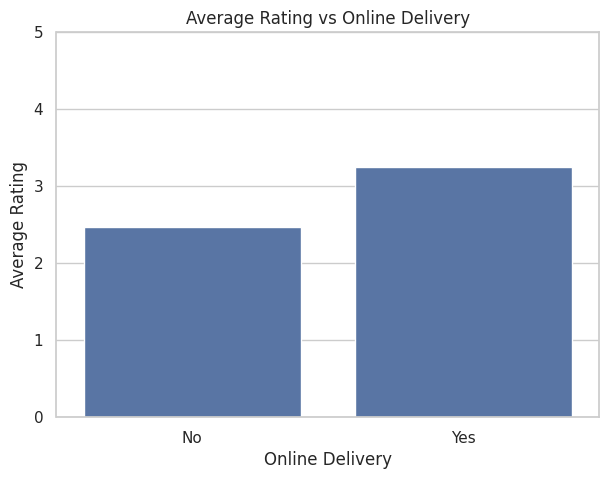 Average Rating vs Online Delivery
5
4
3
2
1
0
Average Rating
No
Yes
Online Delivery